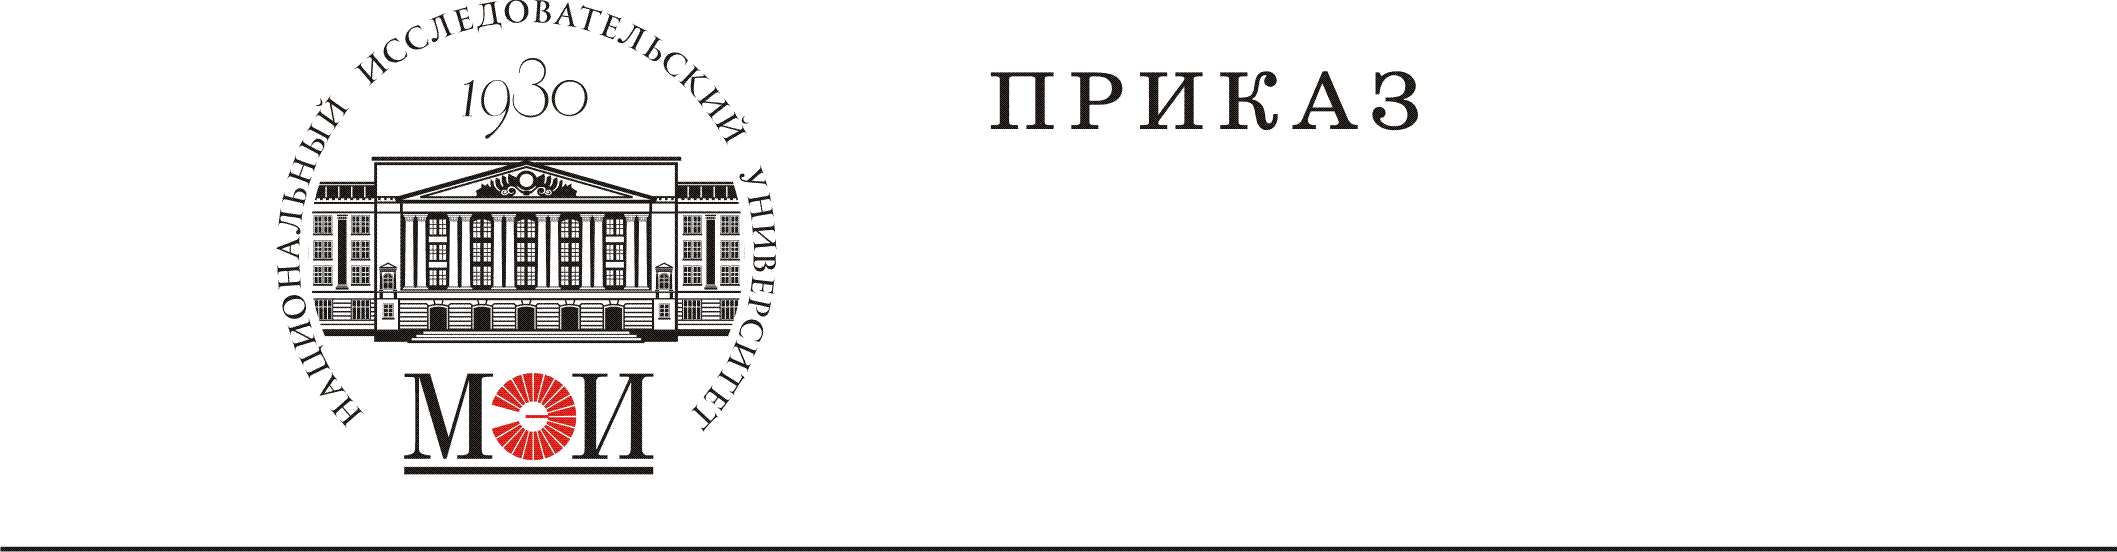 НАЦИОНАЛЬНЫЙ ИССЛЕДОВАТЕЛЬСКИЙ УНИВЕРСИТЕТ
1930
МЭИ
ПРИКАЗ